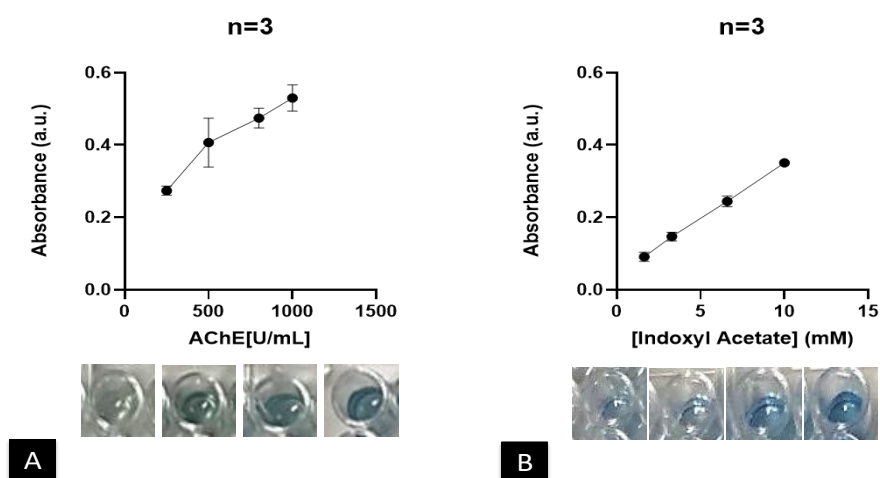 n=3
Absorbance (a.u.)
0.6
0.4
0.2
0.0
0 500 1000 1500
AChE[U/mL]
A
n=3
Absorbance (a.u.)
0.6
0.4
0.2
0.0
0 5 10 15
[Indoxyl Acetate] (mM)
B